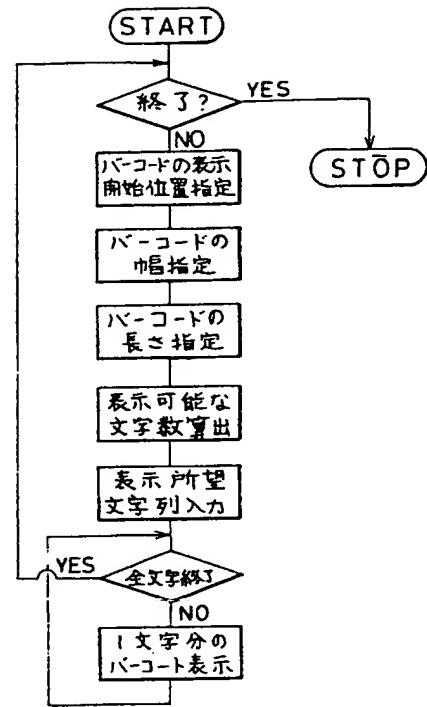 START
終了?
YES
NO
STOP
バーコードの表示
開始位置指定
バーコードの
幅指定
バーコードの
長さ指定
表示可能な
文字数算出
表示所望
文字列入力
YES
全文字終了
NO
1文字分の
バーコート表示